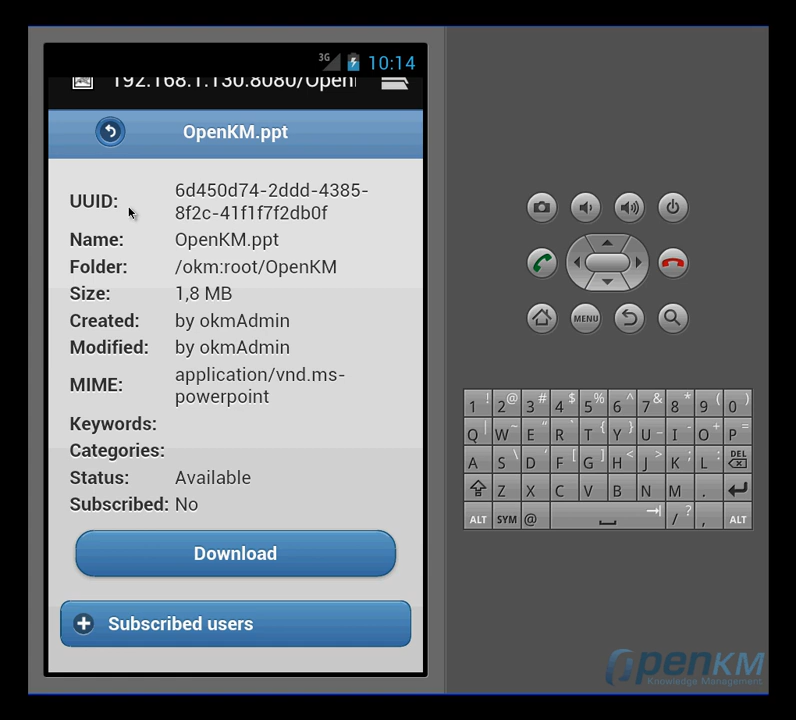 3G 10:14
192.168.1.130:8080/Open
OpenKM.ppt
UUID: 6d450d74-2ddd-4385-
8f2c-41f1f7f2db0f
Name: OpenKM.ppt
Folder: /okm:root/OpenKM
Size: 1,8 MB
Created: by okmAdmin
Modified: by okmAdmin
MIME: application/vnd.ms-
powerpoint
Keywords:
Categories:
Status: Available
Subscribed: No
Download
Subscribed users
MENU
1 ! 2 @ 3 # 4 $ 5 % 6 ^ 7 & 8 * 9 ( 0 )
Q | W ~ E " R ` T { Y } U _ I - O + P =
A S \ D ' F [ G ] H < J > K ; L : DEL
Z X C V B N M .
ALT SYM @ / ? , ALT
OpenKM
Knowledge Management